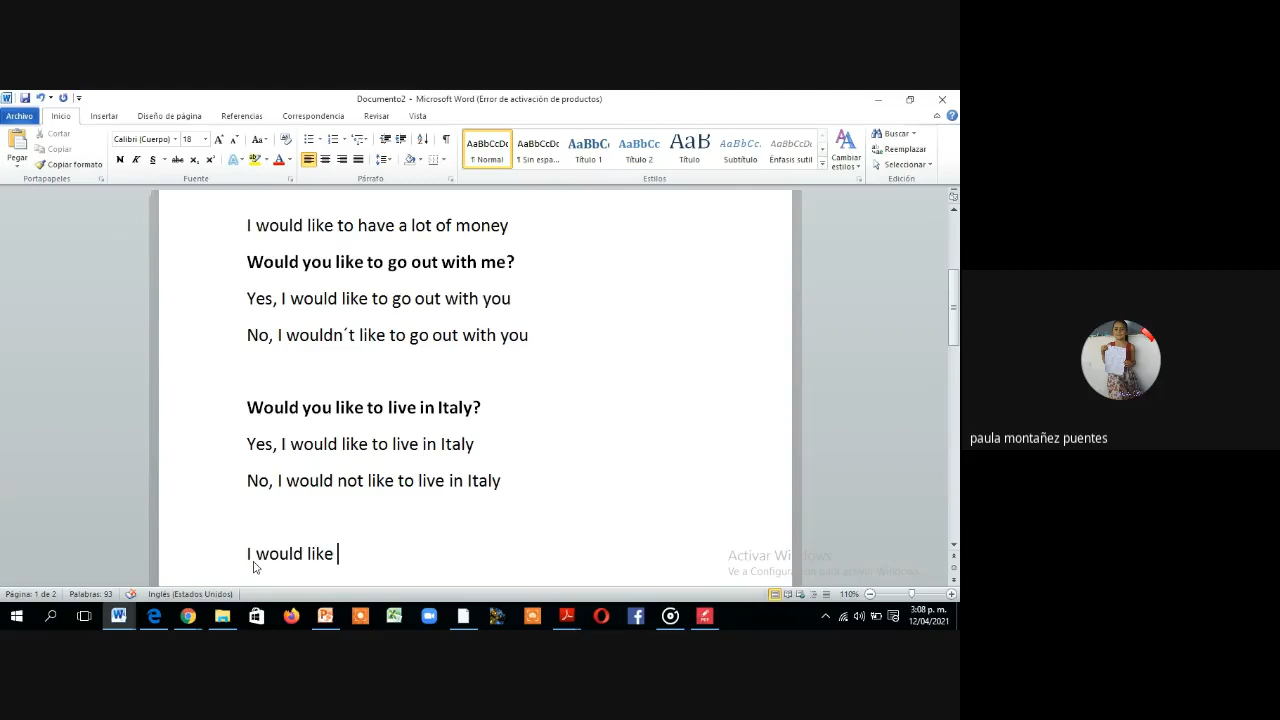 Documento2 - Microsoft Word (Error de activación de productos)
Archivo Inicio Insertar Diseño de página Referencias Correspondencia Revisar Vista
Pegar
Cortar
Copiar
Copiar formato
Portapapeles
Calibri (Cuerpo) 18
Fuente
Párrafo
AaBbCcDc AaBbCcDc AaBbC AaBbCc AaB AaBbCc. AaBbCcDc
¶ Normal ¶ Sin espa... Título 1 Título 2 Título Subtítulo Énfasis sutil
Estilos
Cambiar
estilos
Buscar
Reemplazar
Seleccionar
Edición
I would like to have a lot of money
Would you like to go out with me?
Yes, I would like to go out with you
No, I wouldn´t like to go out with you
Would you like to live in Italy?
Yes, I would like to live in Italy
No, I would not like to live in Italy
I would like
Activar Windows
Ve a Configuración para activar Windows.
Página: 1 de 2 Palabras: 93 Inglés (Estados Unidos) 110%
3:08 p. m.
12/04/2021
paula montañez puentes